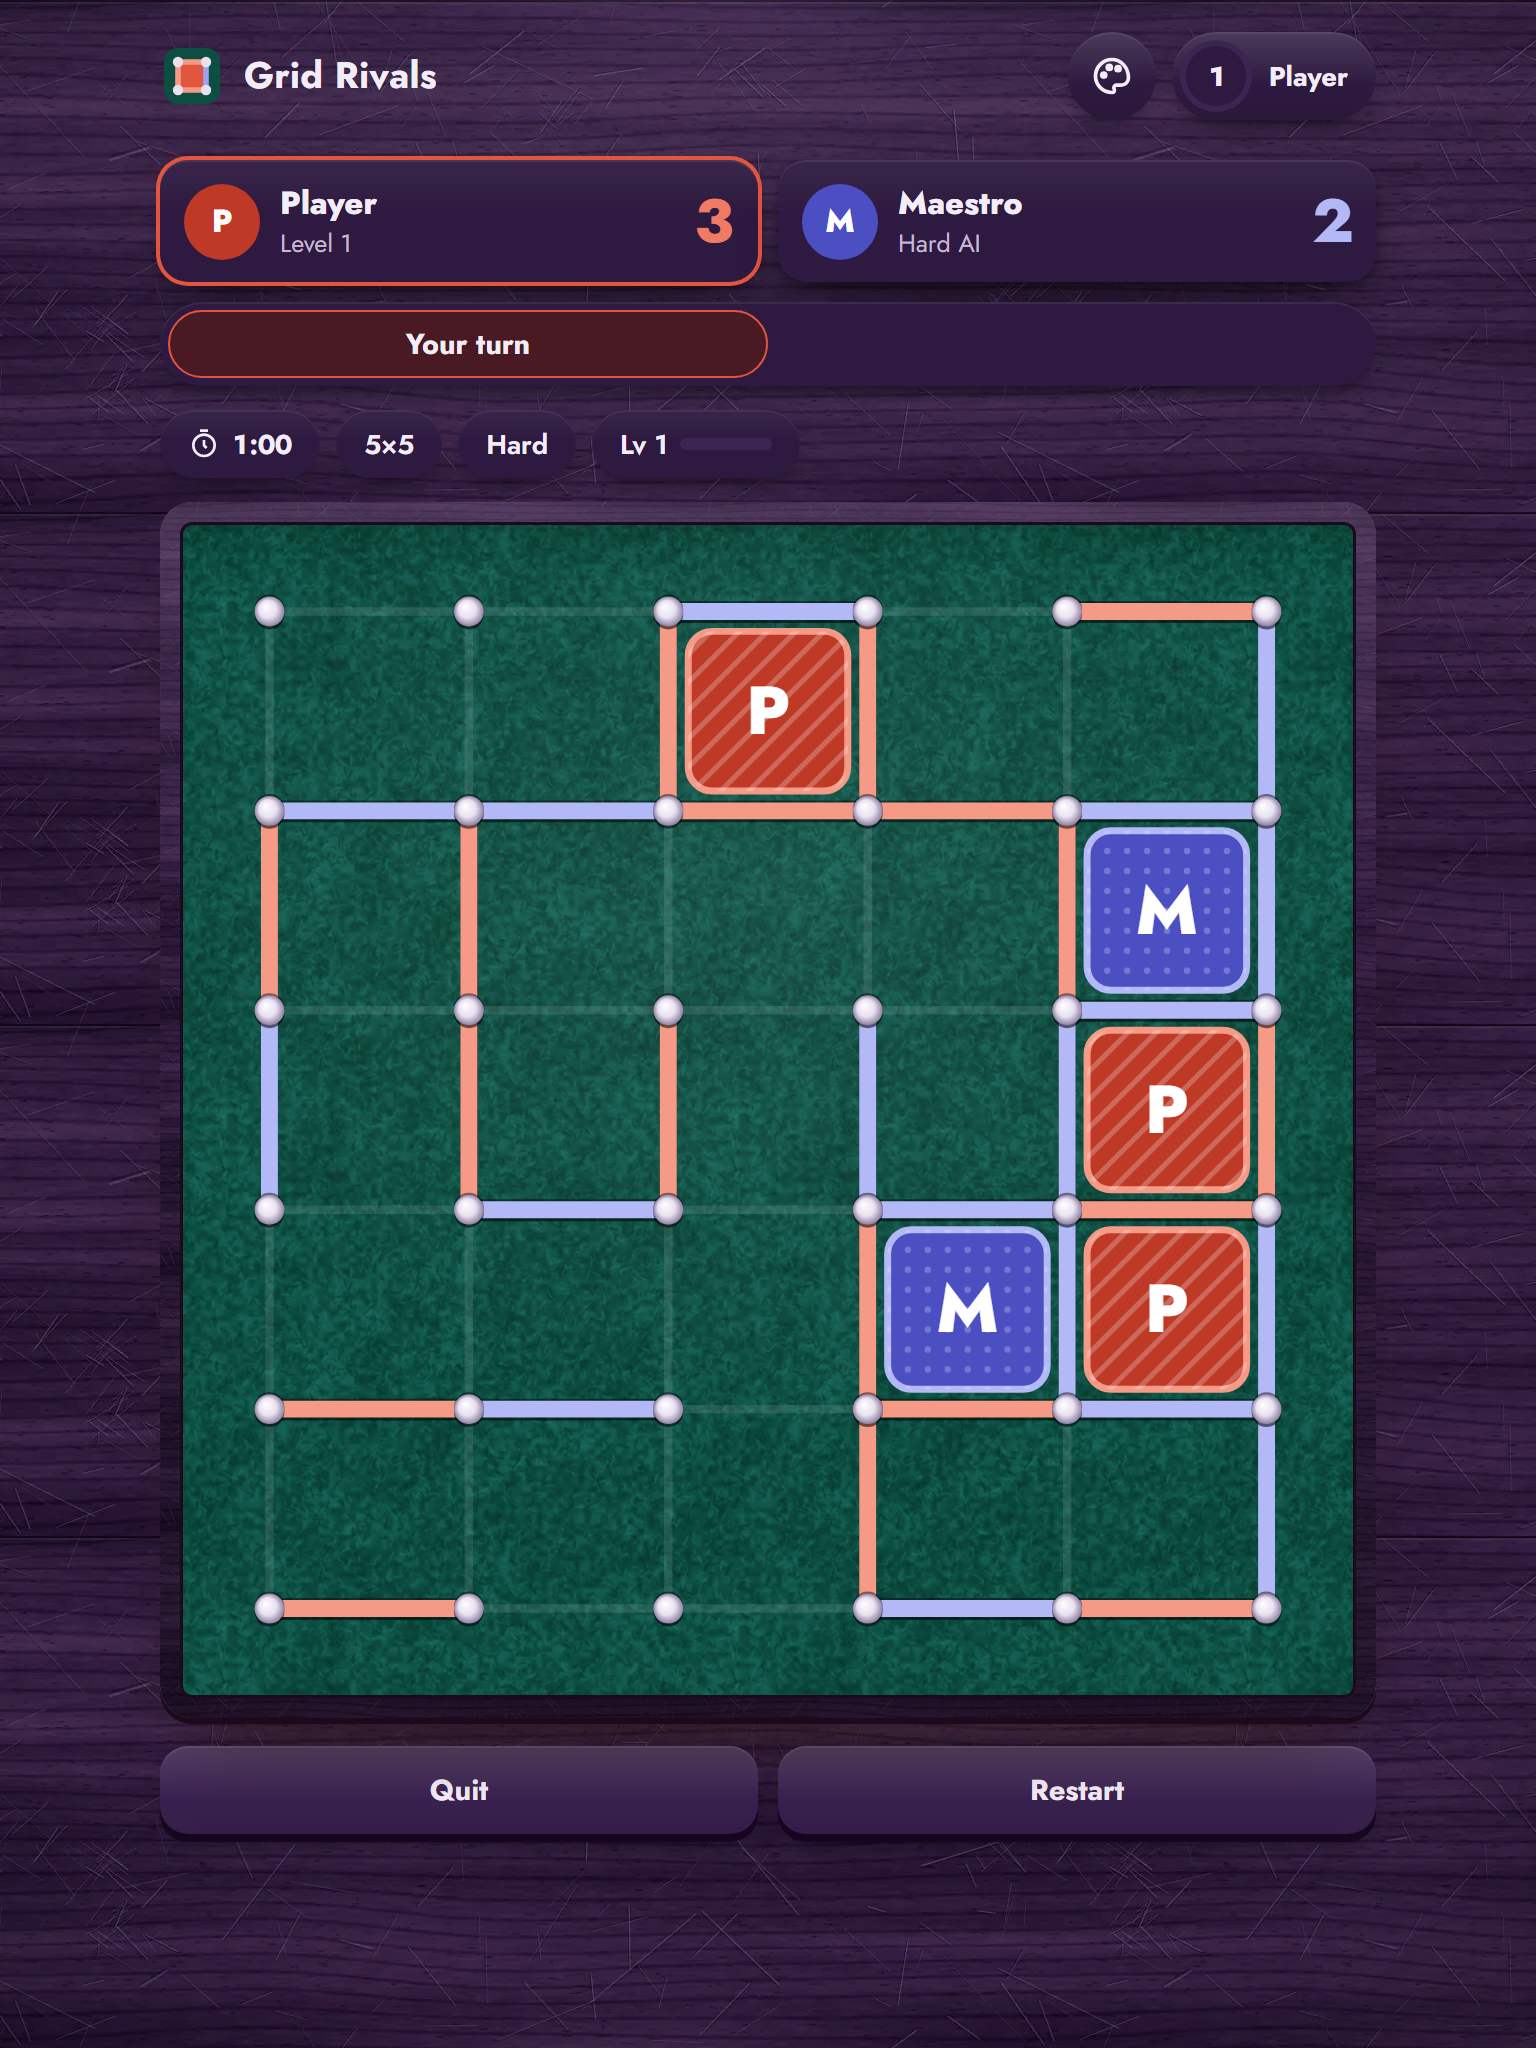 Grid Rivals
1 Player
P Player 3
Level 1
M Maestro 2
Hard AI
Your turn
1:00 5×5 Hard Lv 1
P
M
P
M P
Quit Restart